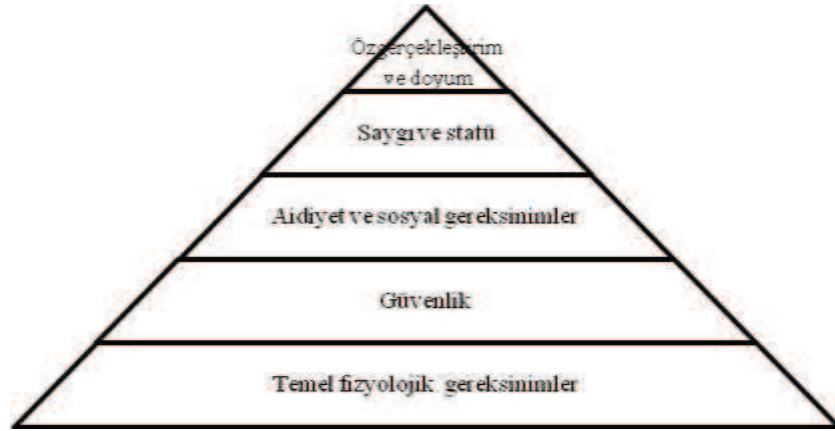 Özgerçekleştirim
ve doyum
Saygı ve statü
Aidiyet ve sosyal gereksinimler
Güvenlik
Temel fizyolojik gereksinimler